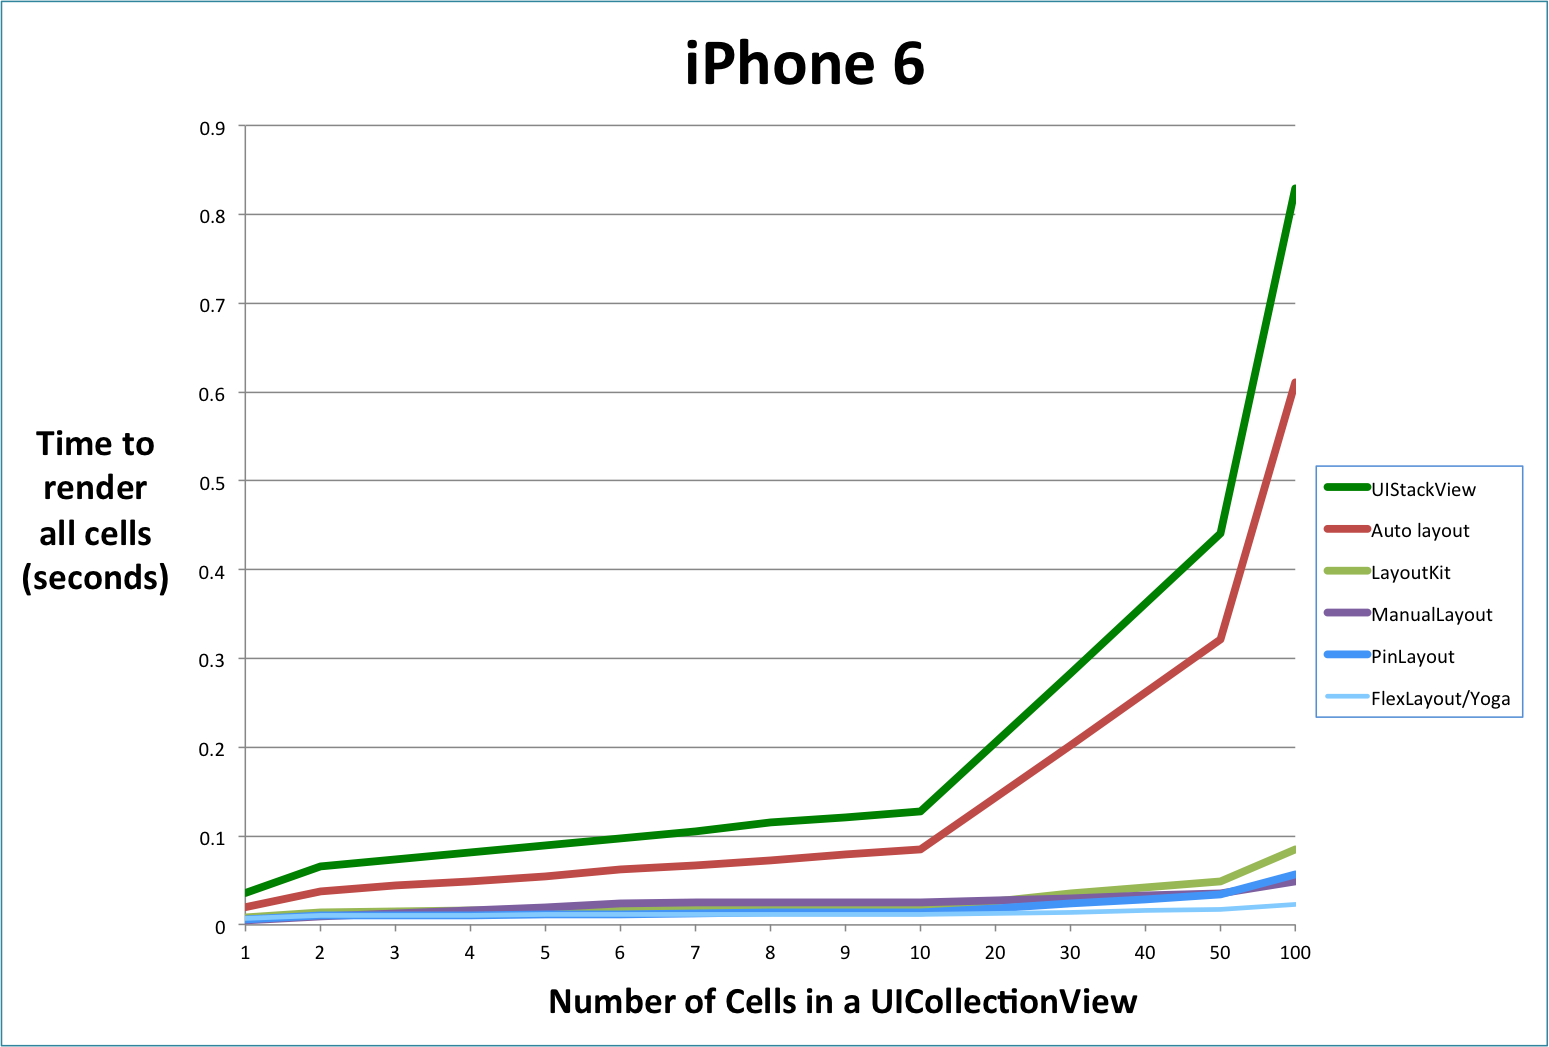 iPhone 6
0.9
0.8
0.7
0.6
0.5
0.4
0.3
0.2
0.1
0
Time to
render
all cells
(seconds)
1 2 3 4 5 6 7 8 9 10 20 30 40 50 100
Number of Cells in a UICollectionView
UIStackView
Auto layout
LayoutKit
ManualLayout
PinLayout
FlexLayout/Yoga